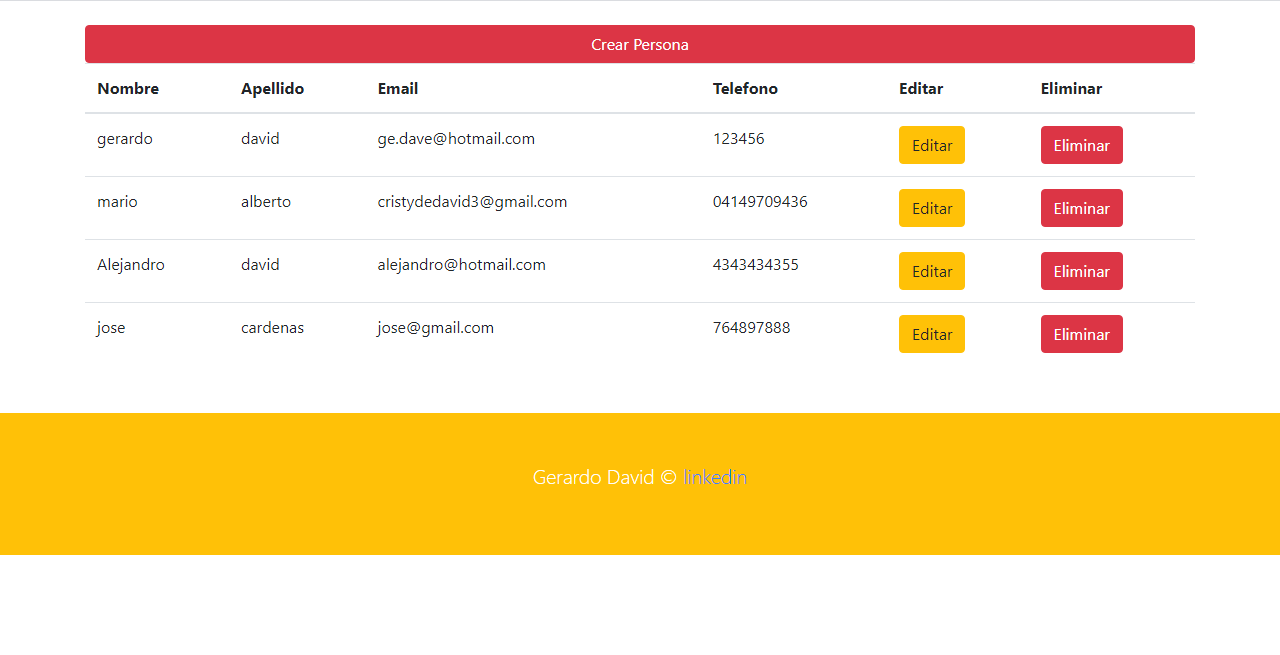 Crear Persona
Nombre Apellido Email Telefono Editar Eliminar
gerardo david ge.dave@hotmail.com 123456 Editar Eliminar
mario alberto cristydedavid3@gmail.com 04149709436 Editar Eliminar
Alejandro david alejandro@hotmail.com 4343434355 Editar Eliminar
jose cardenas jose@gmail.com 764897888 Editar Eliminar
Gerardo David © linkedin